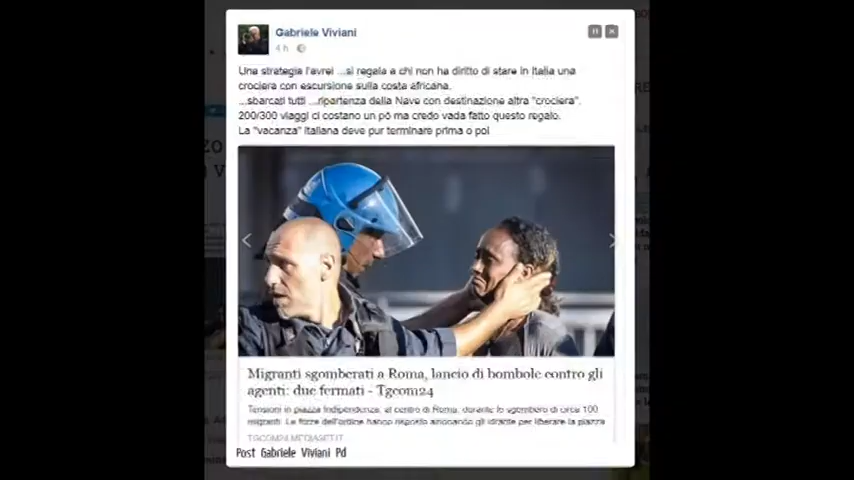 Gabriele Viviani
4 h
Una strategia l'avrei ...si regala a chi non ha diritto di stare in Italia una
crociera con escursione sulla costa africana.
...sbarcati tutti ...ripartenza della Nave con destinazione altra "crociera".
200/300 viaggi ci costano un pò ma credo vada fatto questo regalo.
La "vacanza" italiana deve pur terminare prima o poi
Migranti sgomberati a Roma, lancio di bombole contro gli
agenti: due fermati - Tgcom24
Tensioni in piazza Indipendenza, al centro di Roma, durante lo sgombero di circa 100
migranti. Le forze dell'ordine hanno risposto azionando gli idranti per liberare la piazza
TGCOM24.MEDIASET.IT
Post Gabriele Viviani Pd